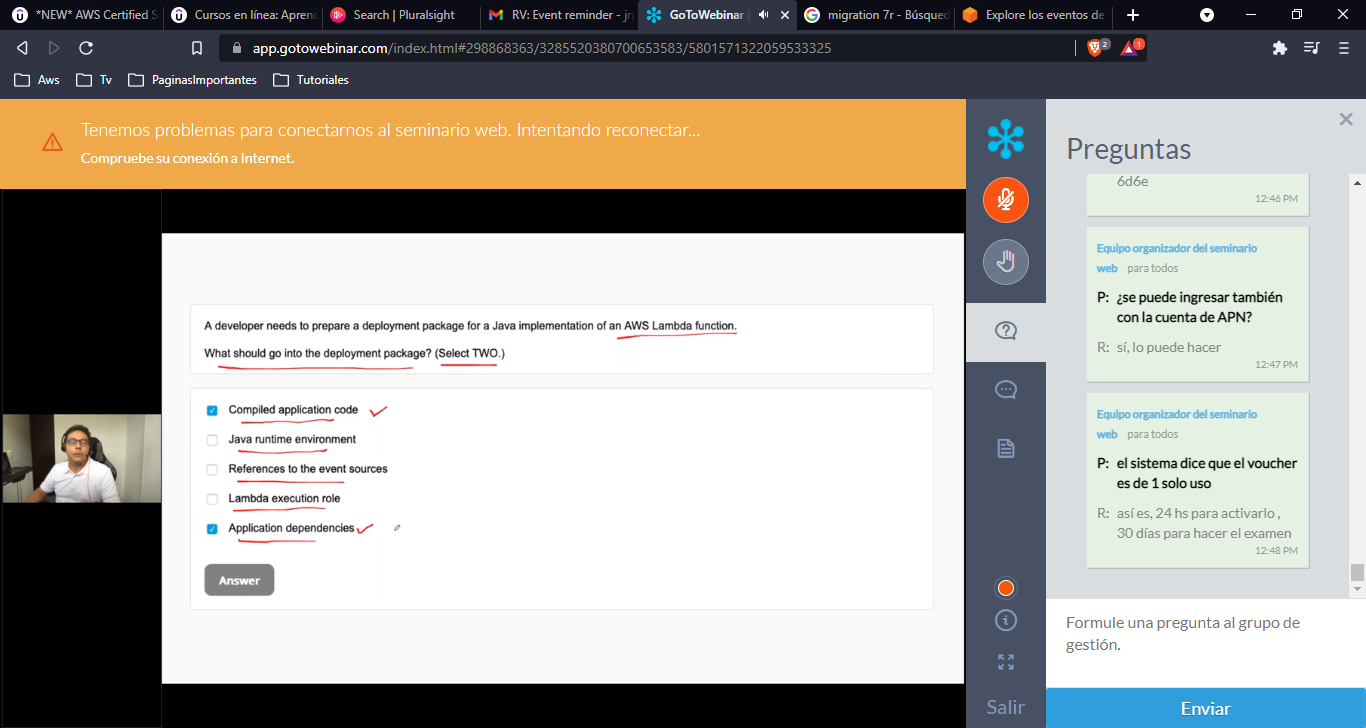 *NEW* AWS Certified S
Cursos en línea: Aprenc
Search | Pluralsight
RV: Event reminder - jr
GoToWebinar
migration 7r - Búsqued
Explore los eventos de
app.gotowebinar.com/index.html#298868363/3285520380700653583/5801571322059533325
2
1
Aws
Tv
PaginasImportantes
Tutoriales
Tenemos problemas para conectarnos al seminario web. Intentando reconectar...
Compruebe su conexión a Internet.
A developer needs to prepare a deployment package for a Java implementation of an AWS Lambda function.
What should go into the deployment package? (Select TWO.)
Compiled application code
Java runtime environment
References to the event sources
Lambda execution role
Application dependencies
Answer
Salir
Preguntas
6d6e
12:46 PM
Equipo organizador del seminario
web para todos
P: ¿se puede ingresar también
con la cuenta de APN?
R: sí, lo puede hacer
12:47 PM
Equipo organizador del seminario
web para todos
P: el sistema dice que el voucher
es de 1 solo uso
R: así es, 24 hs para activarlo ,
30 días para hacer el examen
12:48 PM
Formule una pregunta al grupo de
gestión.
Enviar